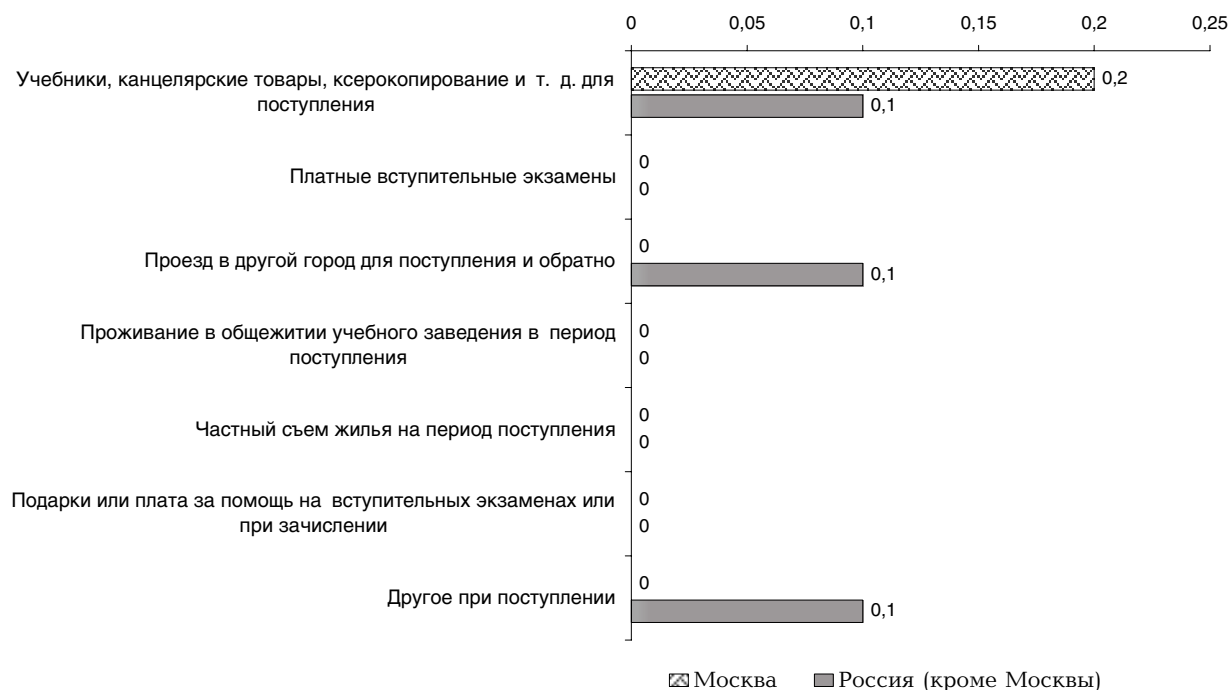 0 0,05 0,1 0,15 0,2 0,25
Учебники, канцелярские товары, ксерокопирование и т. д. для
поступления
0,2
0,1
Платные вступительные экзамены
0
0
Проезд в другой город для поступления и обратно
0
0,1
Проживание в общежитии учебного заведения в период
поступления
0
0
Частный съем жилья на период поступления
0
0
Подарки или плата за помощь на вступительных экзаменах или
при зачислении
0
0
Другое при поступлении
0
0,1
Москва Россия (кроме Москвы)